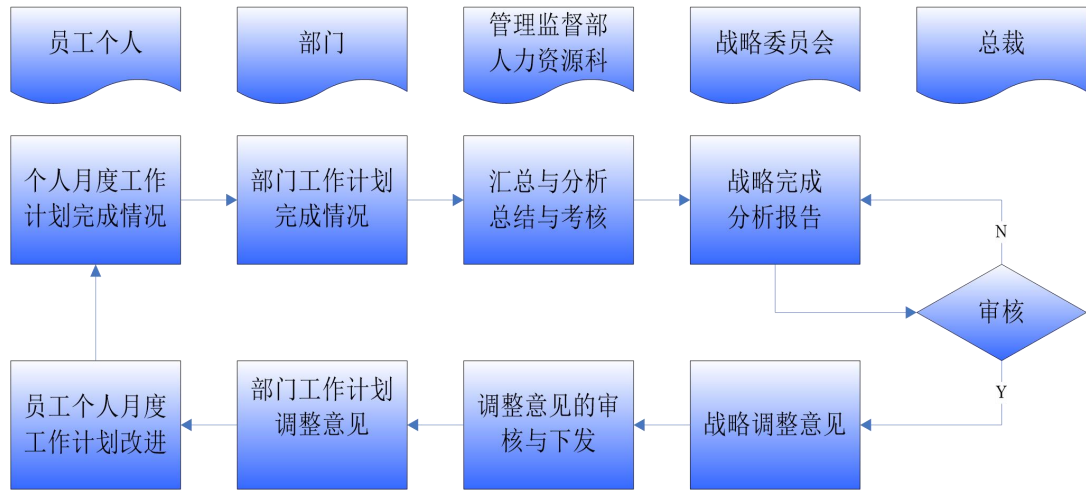 员工个人
部门
管理监督部
人力资源科
战略委员会
总裁
个人月度工作
计划完成情况
部门工作计划
完成情况
汇总与分析
总结与考核
战略完成
分析报告
N
审核
Y
员工个人月度
工作计划改进
部门工作计划
调整意见
调整意见的审
核与下发
战略调整意见